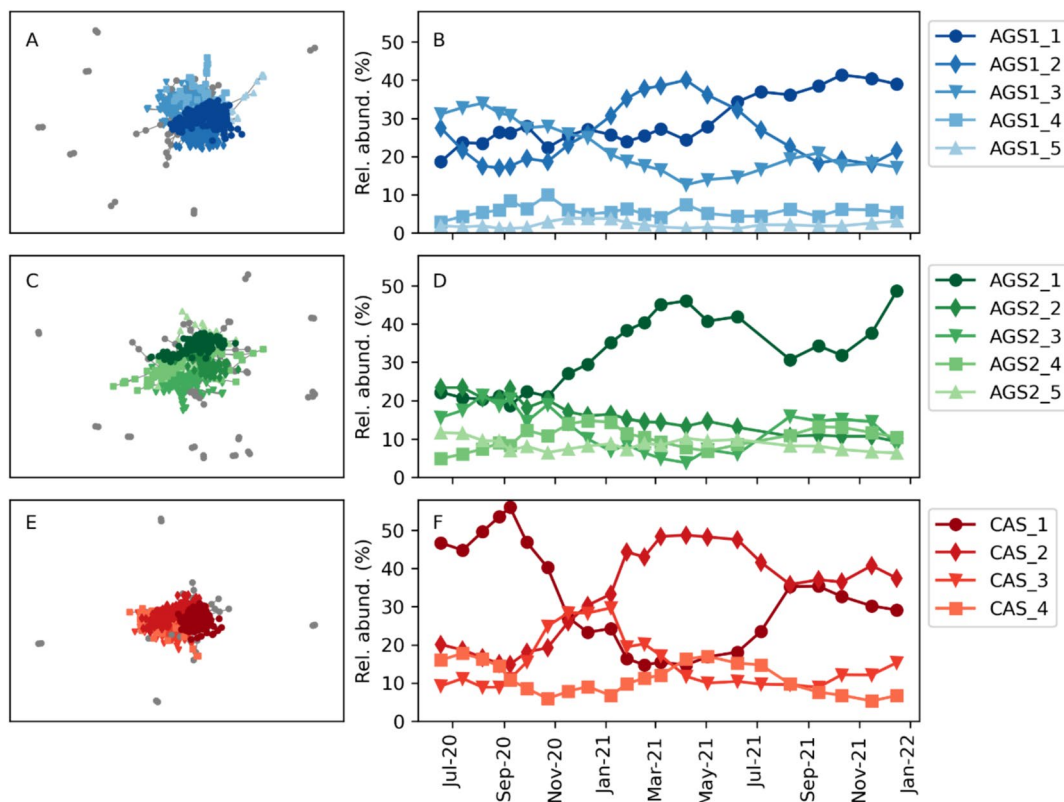 A
B
Rel. abund. (%)
50
40
30
20
10
0
AGS1_1
AGS1_2
AGS1_3
AGS1_4
AGS1_5
C
D
Rel. abund. (%)
50
40
30
20
10
0
AGS2_1
AGS2_2
AGS2_3
AGS2_4
AGS2_5
E
F
Rel. abund. (%)
50
40
30
20
10
0
CAS_1
CAS_2
CAS_3
CAS_4
Jul-20
Sep-20
Nov-20
Jan-21
Mar-21
May-21
Jul-21
Sep-21
Nov-21
Jan-22